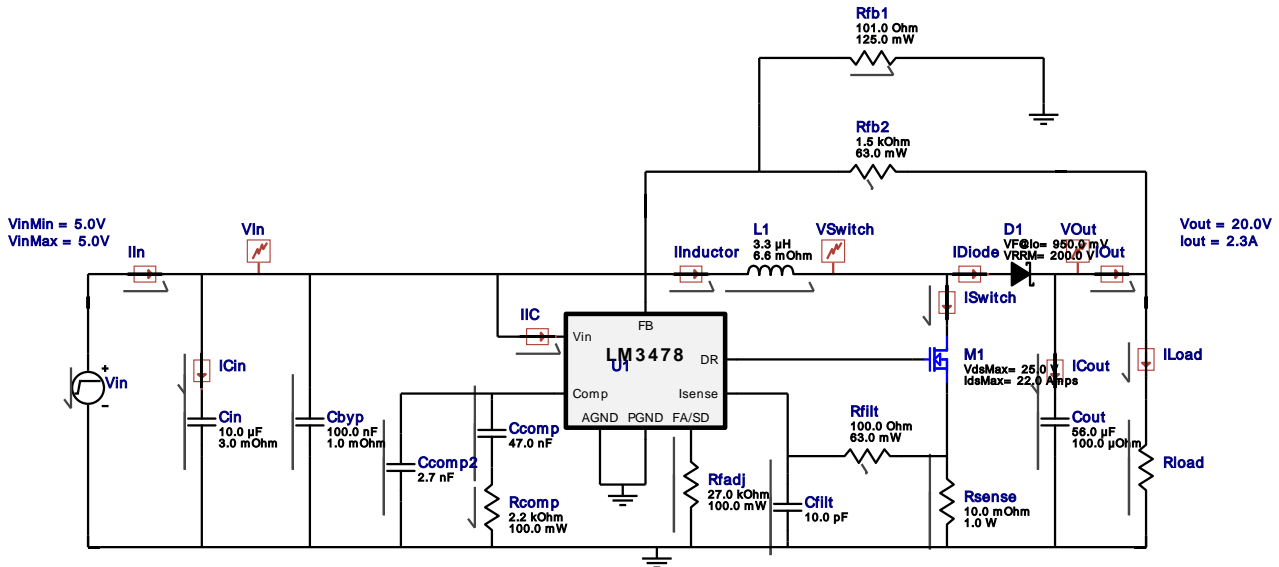 Rfb1
101.0 Ohm
125.0 mW
Rfb2
1.5 kOhm
63.0 mW
VinMin = 5.0V
VinMax = 5.0V
IIn
VIn
IInductor
L1
3.3 µH
6.6 mOhm
VSwitch
IDiode
D1
VF@Io= 950.0 mV
VRRM= 200.0 V
VOut
IOut
Vout = 20.0V
Iout = 2.3A
ISwitch
IIC
Vin
FB
LM3478
U1
DR
Comp
Isense
AGND PGND FA/SD
M1
VdsMax= 25.0 V
IdsMax= 22.0 Amps
ICout
ILoad
+
Vin
-
ICin
Cin
10.0 µF
3.0 mOhm
Cbyp
100.0 nF
1.0 mOhm
Ccomp2
2.7 nF
Ccomp
47.0 nF
Rcomp
2.2 kOhm
100.0 mW
Rfadj
27.0 kOhm
100.0 mW
Rfilt
100.0 Ohm
63.0 mW
Cfilt
10.0 pF
Rsense
10.0 mOhm
1.0 W
Cout
56.0 µF
100.0 µOhm
Rload